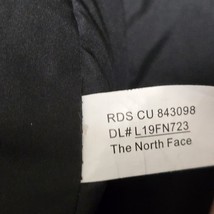 RDS CU 843098
DL# L19FN723
The North Face